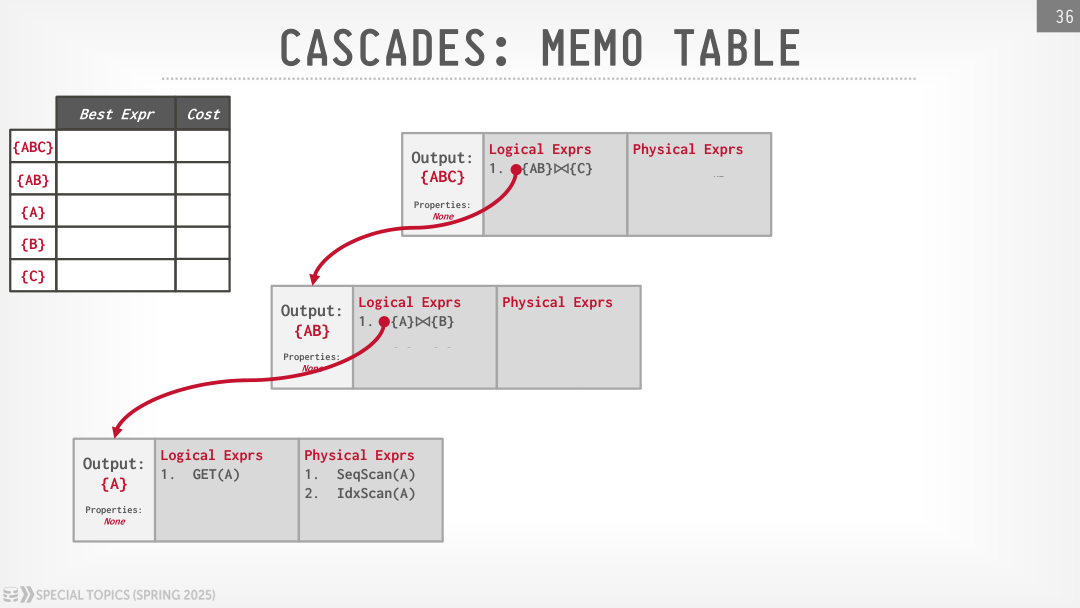 36
CASCADES: MEMO TABLE
Best Expr Cost
{ABC}
{AB}
{A}
{B}
{C}
Output:
{ABC}
Properties:
None
Logical Exprs
1. {AB}⋈{C}
Physical Exprs
Output:
{AB}
Properties:
None
Logical Exprs
1. {A}⋈{B}
Physical Exprs
Output:
{A}
Properties:
None
Logical Exprs
1. GET(A)
Physical Exprs
1. SeqScan(A)
2. IdxScan(A)
SPECIAL TOPICS (SPRING 2025)